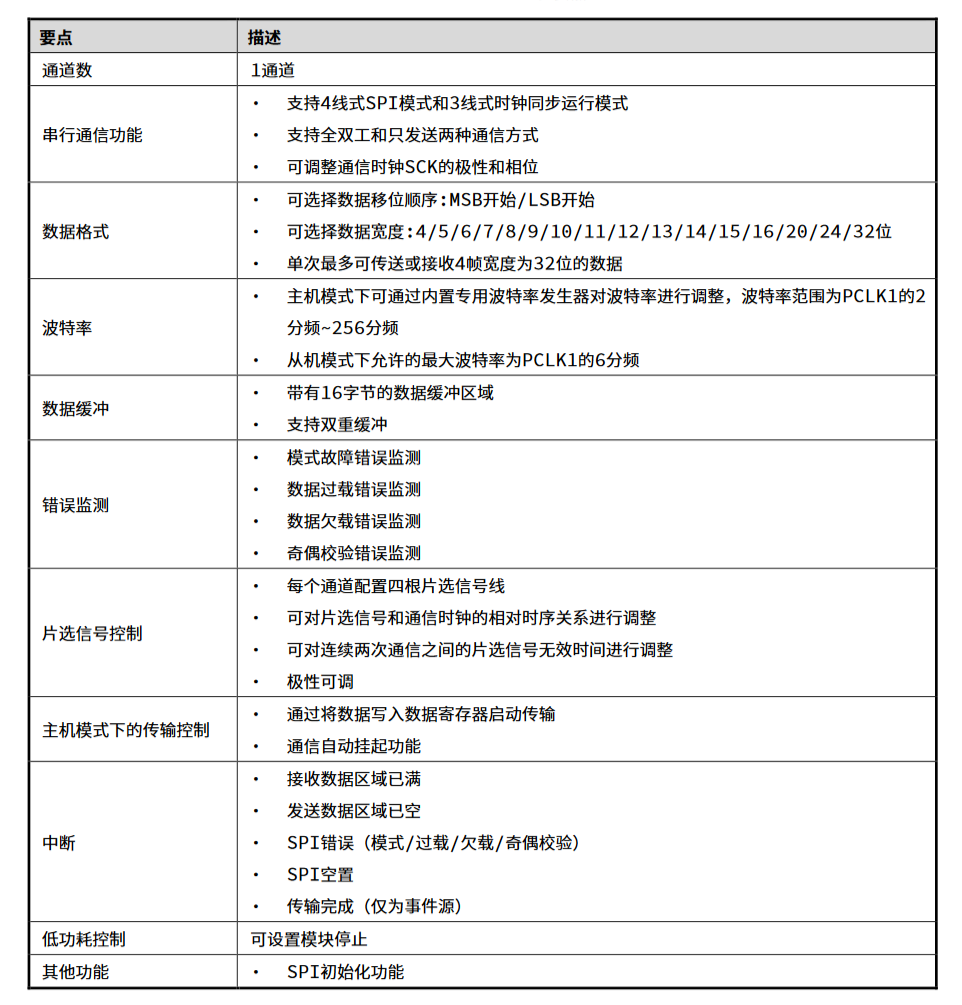 要点 描述
通道数 1通道
串行通信功能
• 支持4线式SPI模式和3线式时钟同步运行模式
• 支持全双工和只发送两种通信方式
• 可调整通信时钟SCK的极性和相位
数据格式
• 可选择数据移位顺序:MSB开始/LSB开始
• 可选择数据宽度:4/5/6/7/8/9/10/11/12/13/14/15/16/20/24/32位
• 单次最多可传送或接收4帧宽度为32位的数据
波特率
• 主机模式下可通过内置专用波特率发生器对波特率进行调整，波特率范围为PCLK1的2
分频~256分频
• 从机模式下允许的最大波特率为PCLK1的6分频
数据缓冲
• 带有16字节的数据缓冲区域
• 支持双重缓冲
错误监测
• 模式故障错误监测
• 数据过载错误监测
• 数据欠载错误监测
• 奇偶校验错误监测
片选信号控制
• 每个通道配置四根片选信号线
• 可对片选信号和通信时钟的相对时序关系进行调整
• 可对连续两次通信之间的片选信号无效时间进行调整
• 极性可调
主机模式下的传输控制
• 通过将数据写入数据寄存器启动传输
• 通信自动挂起功能
中断
• 接收数据区域已满
• 发送数据区域已空
• SPI错误（模式/过载/欠载/奇偶校验）
• SPI空置
• 传输完成（仅为事件源）
低功耗控制 可设置模块停止
其他功能 • SPI初始化功能